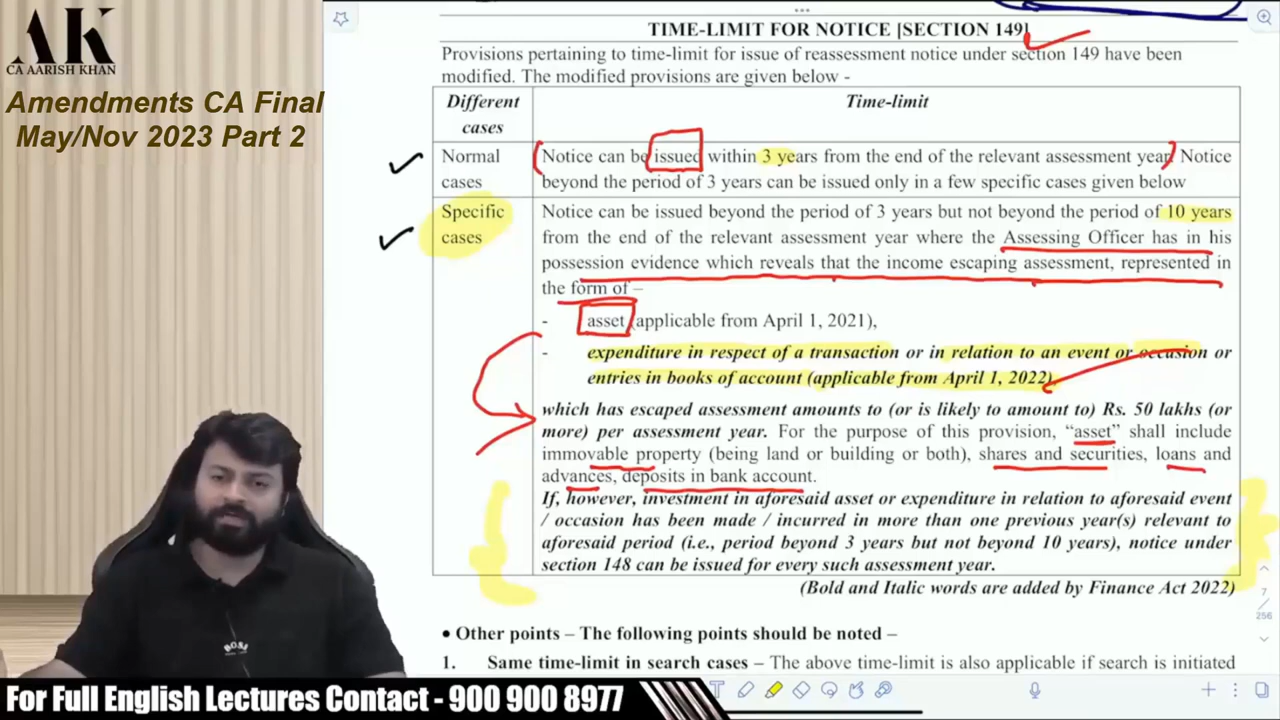 AK
CA AARISH KHAN
Amendments CA Final
May/Nov 2023 Part 2
TIME-LIMIT FOR NOTICE [SECTION 149]
Provisions pertaining to time-limit for issue of reassessment notice under section 149 have been
modified. The modified provisions are given below -
Different
cases
Time-limit
Normal
cases
Notice can be issued within 3 years from the end of the relevant assessment year. Notice
beyond the period of 3 years can be issued only in a few specific cases given below
Specific
cases
Notice can be issued beyond the period of 3 years but not beyond the period of 10 years
from the end of the relevant assessment year where the Assessing Officer has in his
possession evidence which reveals that the income escaping assessment, represented in
the form of –
- asset (applicable from April 1, 2021),
- expenditure in respect of a transaction or in relation to an event or occasion or
entries in books of account (applicable from April 1, 2022),
which has escaped assessment amounts to (or is likely to amount to) Rs. 50 lakhs (or
more) per assessment year. For the purpose of this provision, “asset” shall include
immovable property (being land or building or both), shares and securities, loans and
advances, deposits in bank account.
If, however, investment in aforesaid asset or expenditure in relation to aforesaid event
/ occasion has been made / incurred in more than one previous year(s) relevant to
aforesaid period (i.e., period beyond 3 years but not beyond 10 years), notice under
section 148 can be issued for every such assessment year.
(Bold and Italic words are added by Finance Act 2022)
7
/
256
• Other points – The following points should be noted –
1. Same time-limit in search cases – The above time-limit is also applicable if search is initiated
BOSS
For Full English Lectures Contact - 900 900 8977